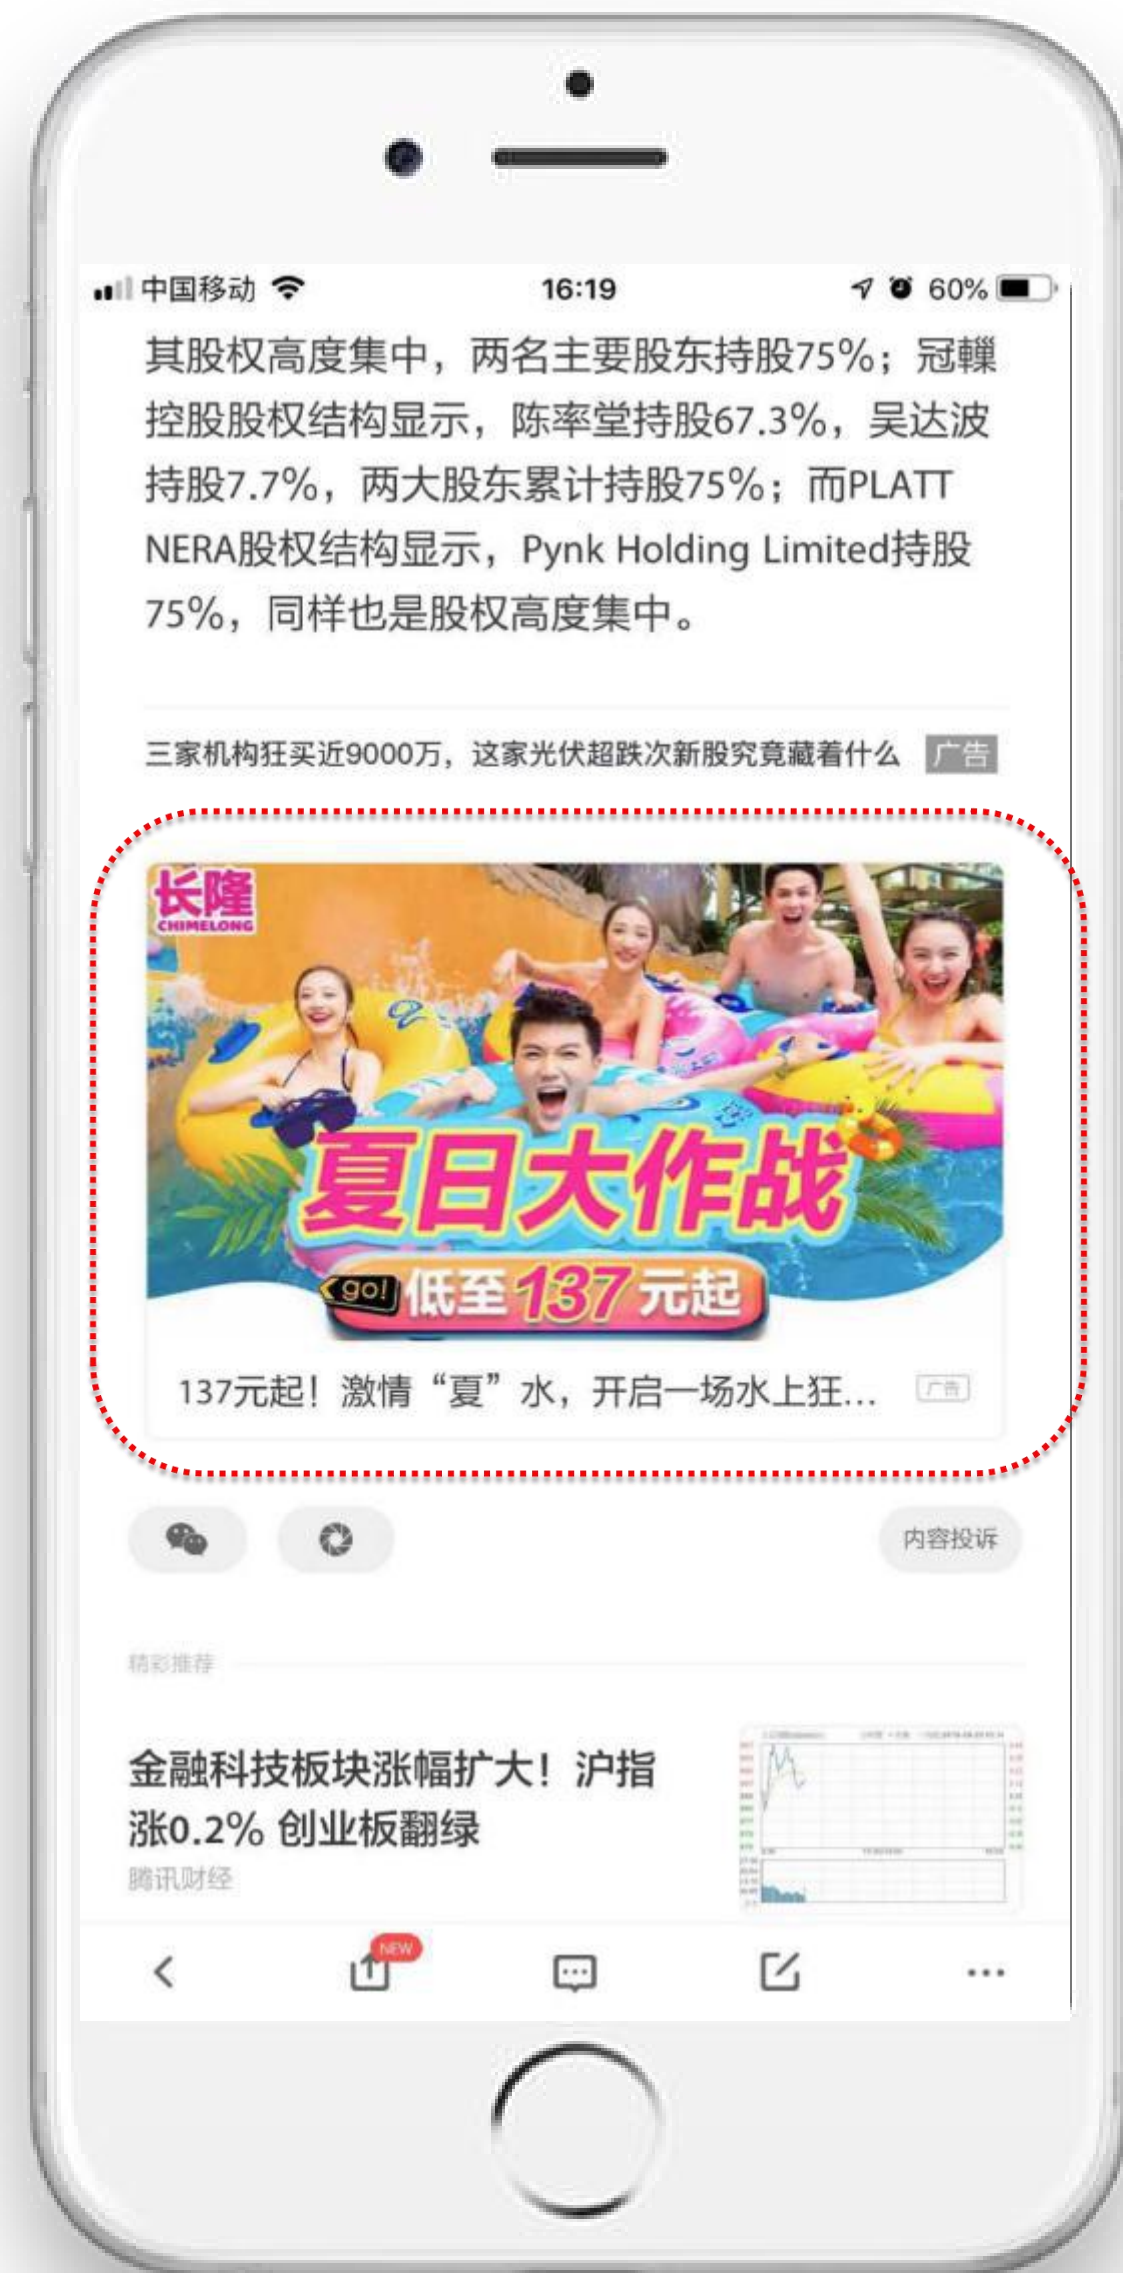 中国移动 16:19 60%
其股权高度集中，两名主要股东持股75%；冠轈
控股股权结构显示，陈率堂持股67.3%，吴达波
持股7.7%，两大股东累计持股75%；而PLATT
NERA股权结构显示，Pynk Holding Limited持股
75%，同样也是股权高度集中。
三家机构狂买近9000万，这家光伏超跌次新股究竟藏着什么 广告
长隆
CHIMELONG
夏日大作战
go! 低至137元起
137元起！激情“夏”水，开启一场水上狂... 广告
内容投诉
精彩推荐
金融科技板块涨幅扩大！沪指
涨0.2% 创业板翻绿
腾讯财经
NEW